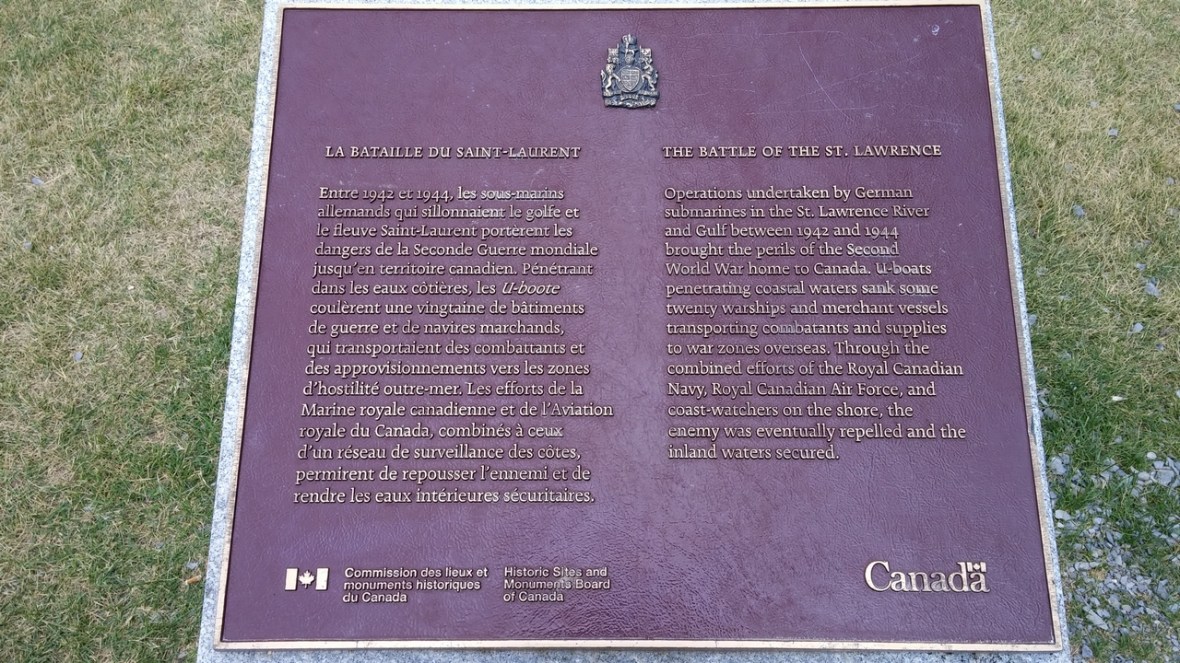 LA BATAILLE DU SAINT-LAURENT
Entre 1942 et 1944, les sous-marins
allemands qui sillonnaient le golfe et
le fleuve Saint-Laurent portèrent les
dangers de la Seconde Guerre mondiale
jusqu'en territoire canadien. Pénétrant
dans les eaux côtières, les U-boote
coulèrent une vingtaine de bâtiments
de guerre et de navires marchands,
qui transportaient des combattants et
des approvisionnements vers les zones
d'hostilité outre-mer. Les efforts de la
Marine royale canadienne et de l'Aviation
royale du Canada, combinés à ceux
d'un réseau de surveillance des côtes,
permirent de repousser l'ennemi et de
rendre les eaux intérieures sécuritaires.
THE BATTLE OF THE ST. LAWRENCE
Operations undertaken by German
submarines in the St. Lawrence River
and Gulf between 1942 and 1944
brought the perils of the Second
World War home to Canada. U-boats
penetrating coastal waters sank some
twenty warships and merchant vessels
transporting combatants and supplies
to war zones overseas. Through the
combined efforts of the Royal Canadian
Navy, Royal Canadian Air Force, and
coast-watchers on the shore, the
enemy was eventually repelled and the
inland waters secured.
Commission des lieux et
monuments historiques
du Canada
Historic Sites and
Monuments Board
of Canada
Canada